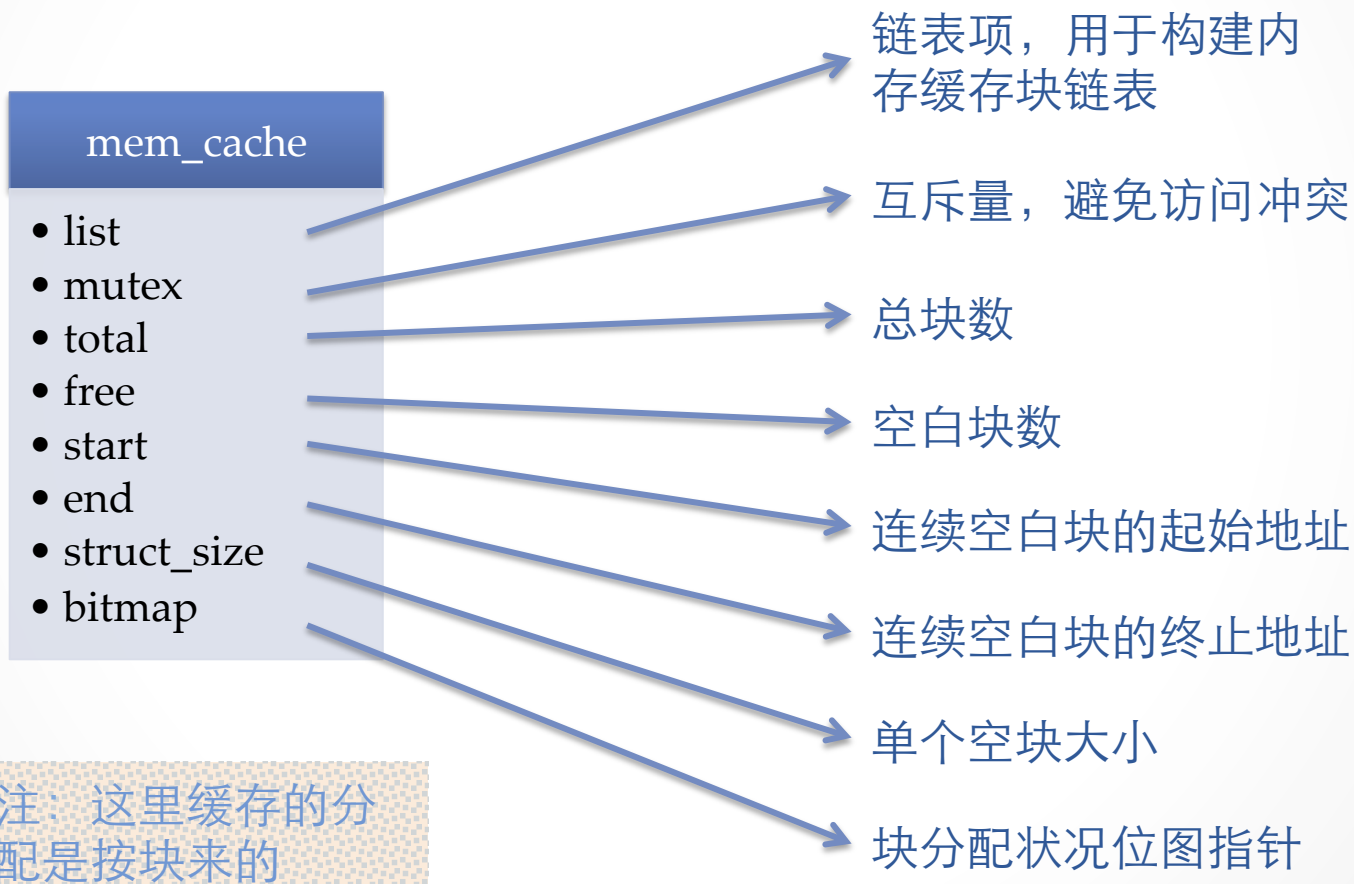 mem_cache
• list
• mutex
• total
• free
• start
• end
• struct_size
• bitmap
链表项，用于构建内
存缓存块链表
互斥量，避免访问冲突
总块数
空白块数
连续空白块的起始地址
连续空白块的终止地址
单个空块大小
块分配状况位图指针
注：这里缓存的分
配是按块来的